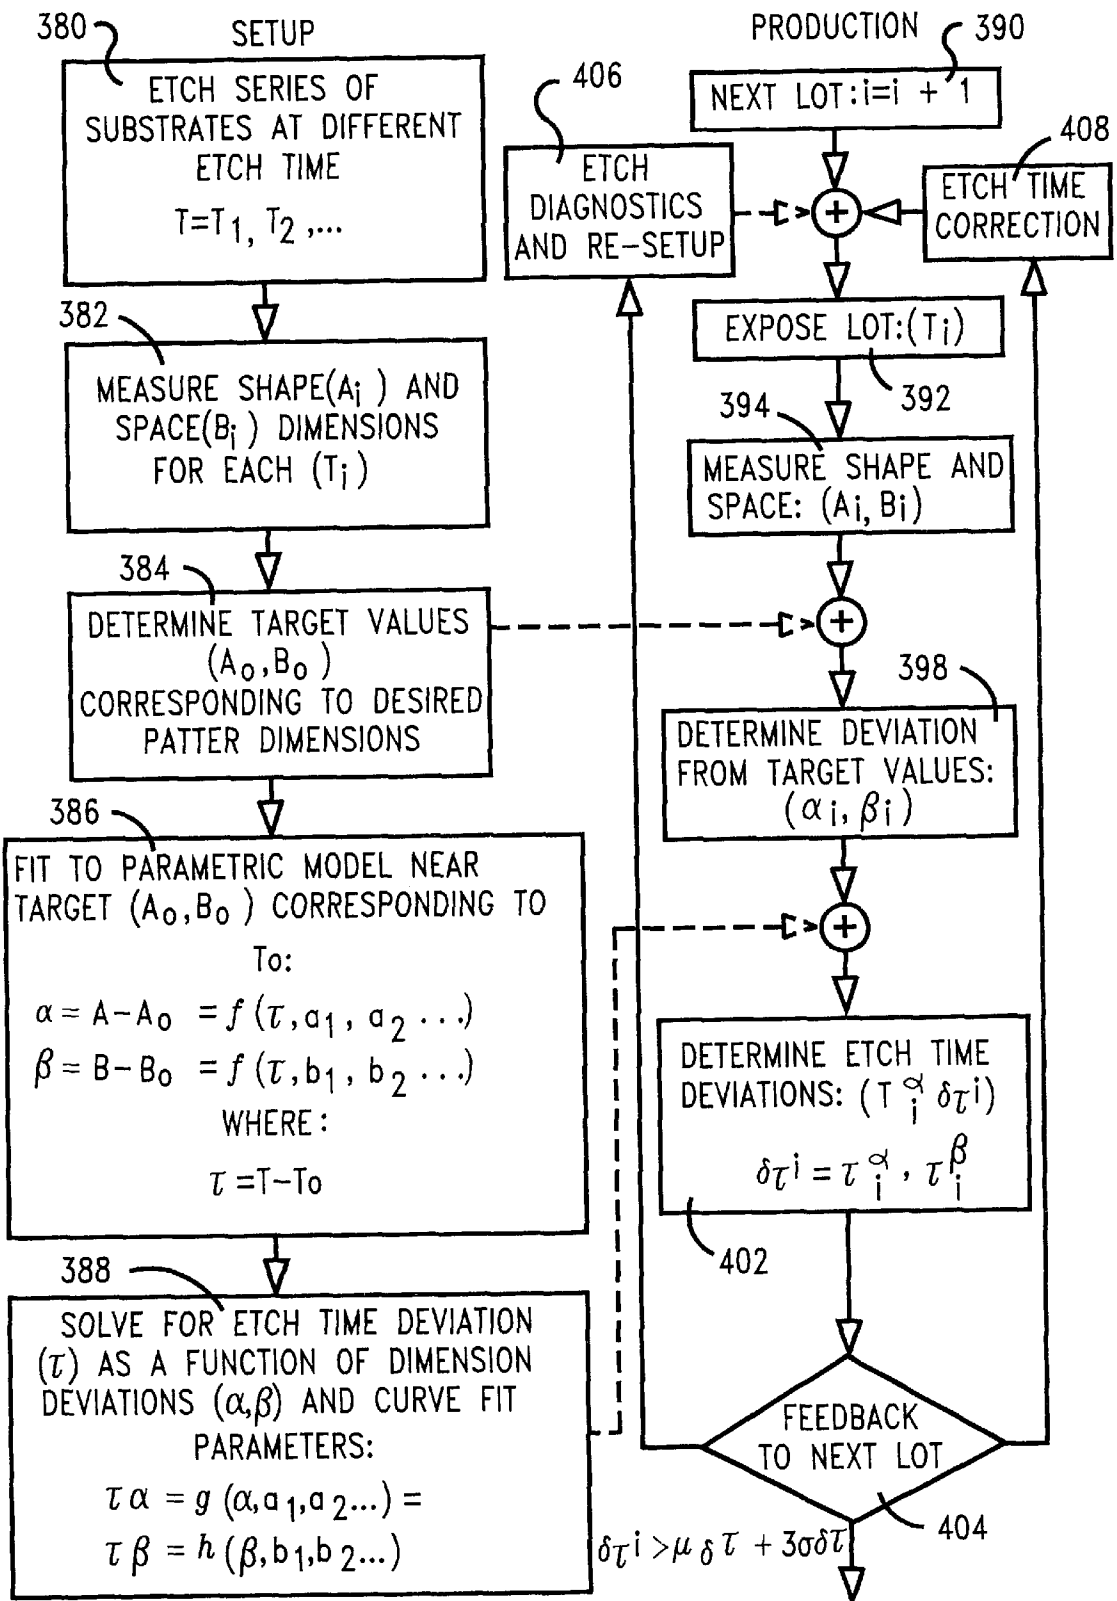 380
SETUP
ETCH SERIES OF
SUBSTRATES AT DIFFERENT
ETCH TIME
T=T1, T2 ,...
382
MEASURE SHAPE(Ai ) AND
SPACE(Bi ) DIMENSIONS
FOR EACH (Ti)
384
DETERMINE TARGET VALUES
(Ao,Bo )
CORRESPONDING TO DESIRED
PATTER DIMENSIONS
386
FIT TO PARAMETRIC MODEL NEAR
TARGET (Ao,Bo ) CORRESPONDING TO
To:
α = A-Ao = f (τ,a1, a2 ...)
β = B-Bo = f (τ,b1, b2 ...)
WHERE:
τ =T-To
388
SOLVE FOR ETCH TIME DEVIATION
(τ) AS A FUNCTION OF DIMENSION
DEVIATIONS (α,β) AND CURVE FIT
PARAMETERS:
τ α = g (α,a1,a2...) =
τ β = h (β,b1,b2...)
PRODUCTION
390
NEXT LOT:i=i + 1
406
ETCH
DIAGNOSTICS
AND RE-SETUP
+
408
ETCH TIME
CORRECTION
EXPOSE LOT:(Ti)
392
394
MEASURE SHAPE AND
SPACE: (Ai, Bi)
+
398
DETERMINE DEVIATION
FROM TARGET VALUES:
(αi, βi)
+
DETERMINE ETCH TIME
DEVIATIONS: (T α i δτi)
δτi = τ α i , τ β i
402
FEEDBACK
TO NEXT LOT
404
δτi >μ δ τ + 3σδτ